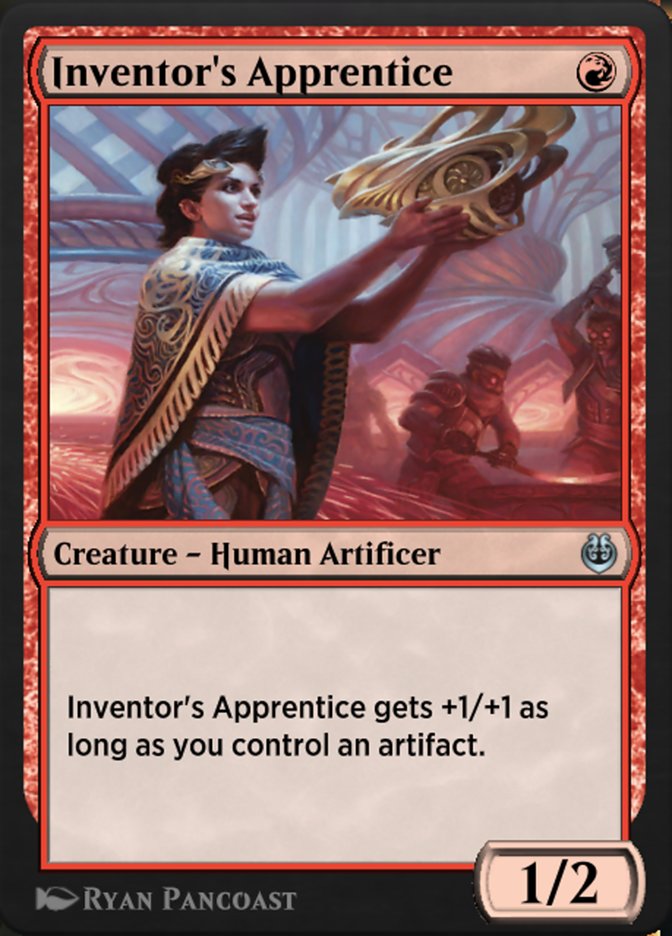 Inventor's Apprentice
Creature – Human Artificer
Inventor's Apprentice gets +1/+1 as
long as you control an artifact.
1/2
Ryan Pancoast